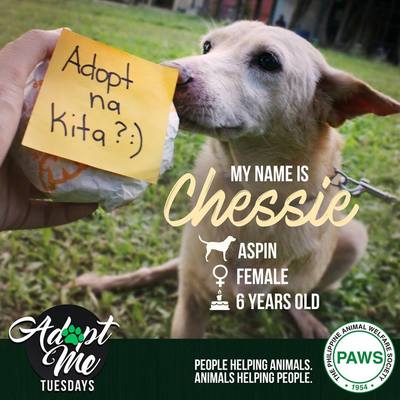 Adopt
na
Kita?:)
MY NAME IS
Chessie
ASPIN
FEMALE
6 YEARS OLD
Adopt
Me
TUESDAYS
PEOPLE HELPING ANIMALS.
ANIMALS HELPING PEOPLE.
THE PHILIPPINE ANIMAL WELFARE SOCIETY
PAWS
1954